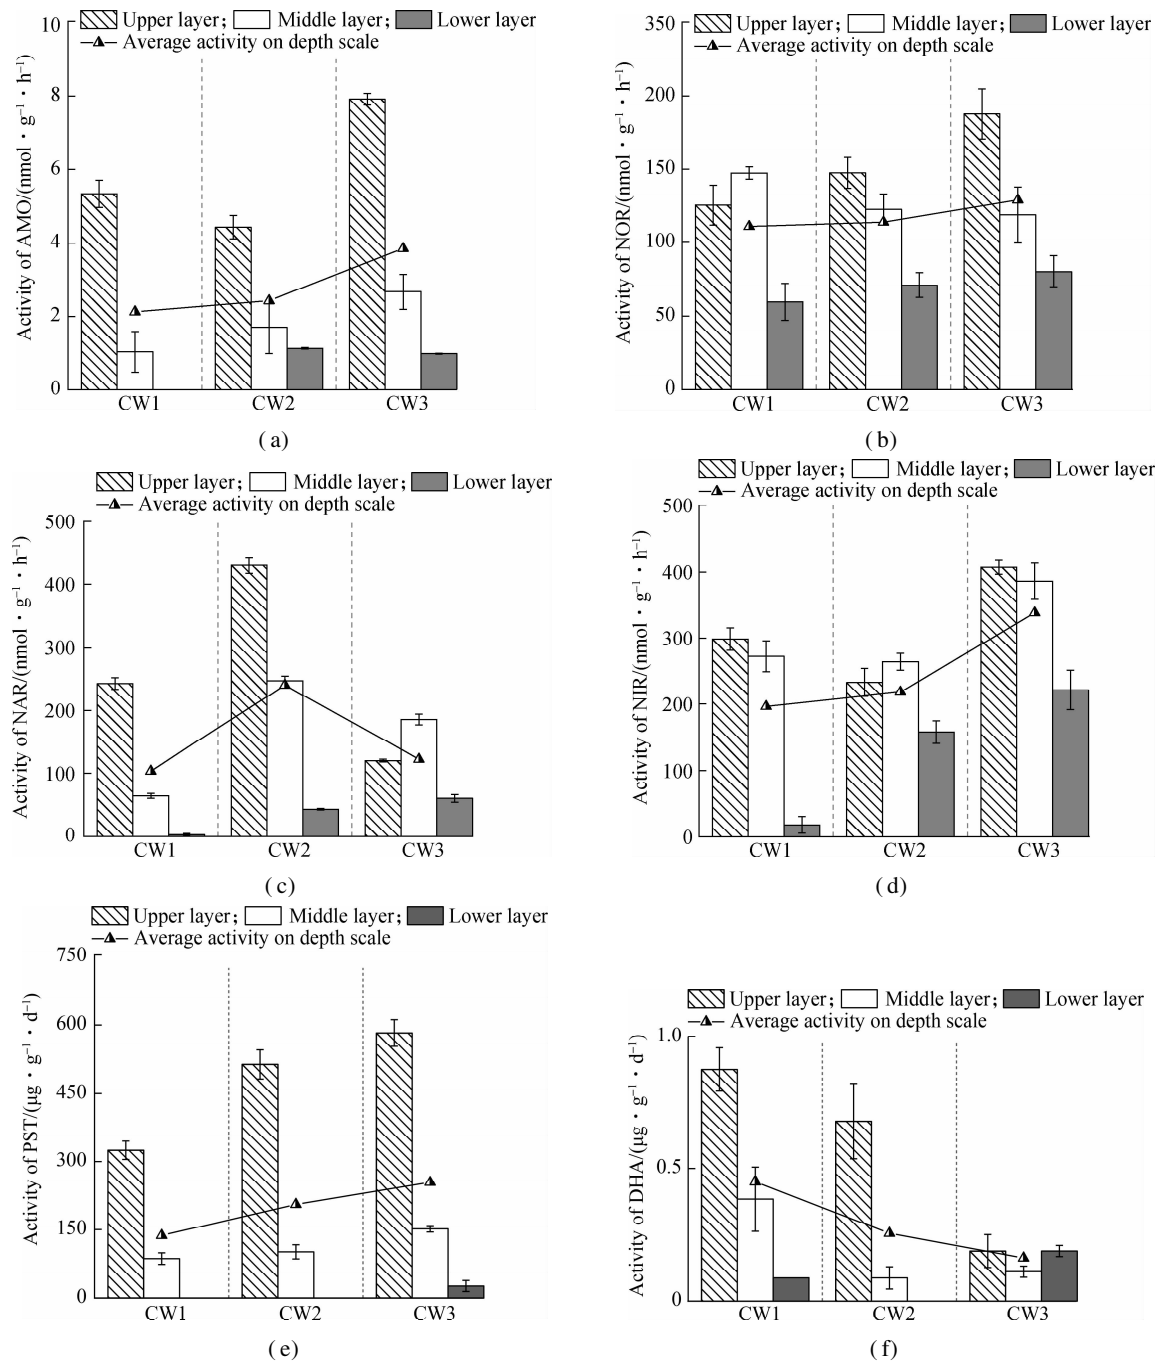 Upper layer; Middle layer; Lower layer
Average activity on depth scale
Activity of AMO/(nmol·g⁻¹·h⁻¹)
10
8
6
4
2
0
CW1 CW2 CW3
(a)
Upper layer; Middle layer; Lower layer
Average activity on depth scale
Activity of NOR/(nmol·g⁻¹·h⁻¹)
350
200
150
100
50
0
CW1 CW2 CW3
(b)
Upper layer; Middle layer; Lower layer
Average activity on depth scale
Activity of NAR/(nmol·g⁻¹·h⁻¹)
500
400
300
200
100
0
CW1 CW2 CW3
(c)
Upper layer; Middle layer; Lower layer
Average activity on depth scale
Activity of NIR/(nmol·g⁻¹·h⁻¹)
500
400
300
200
100
0
CW1 CW2 CW3
(d)
Upper layer; Middle layer; Lower layer
Average activity on depth scale
Activity of PST/(μg·g⁻¹·d⁻¹)
750
600
450
300
150
0
CW1 CW2 CW3
(e)
Upper layer; Middle layer; Lower layer
Average activity on depth scale
Activity of DHA/(μg·g⁻¹·d⁻¹)
1.0
0.5
0
CW1 CW2 CW3
(f)